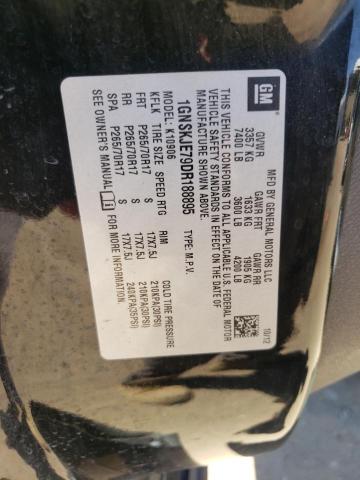 GM
MFD BY GENERAL MOTORS LLC
10/12
GVWR GAWR FRT GAWR RR
3357 KG 1633 KG 1905 KG
7400 LB 3600 LB 4200 LB
THIS VEHICLE CONFORMS TO ALL APPLICABLE U.S. FEDERAL MOTOR
VEHICLE SAFETY STANDARDS IN EFFECT ON THE DATE OF
MANUFACTURE SHOWN ABOVE.
1GNSKJE79DR118895 TYPE: M.P.V.
MODEL: K10906
KFLK TIRE SIZE SPEED RTG RIM COLD TIRE PRESSURE
FRT P265/70R17 S 17X7.5J 210KPA(30PSI)
RR P265/70R17 S 17X7.5J 210KPA(30PSI)
SPA P265/70R17 S 17X7.5J 240KPA(35PSI)
SEE OWNER'S MANUAL